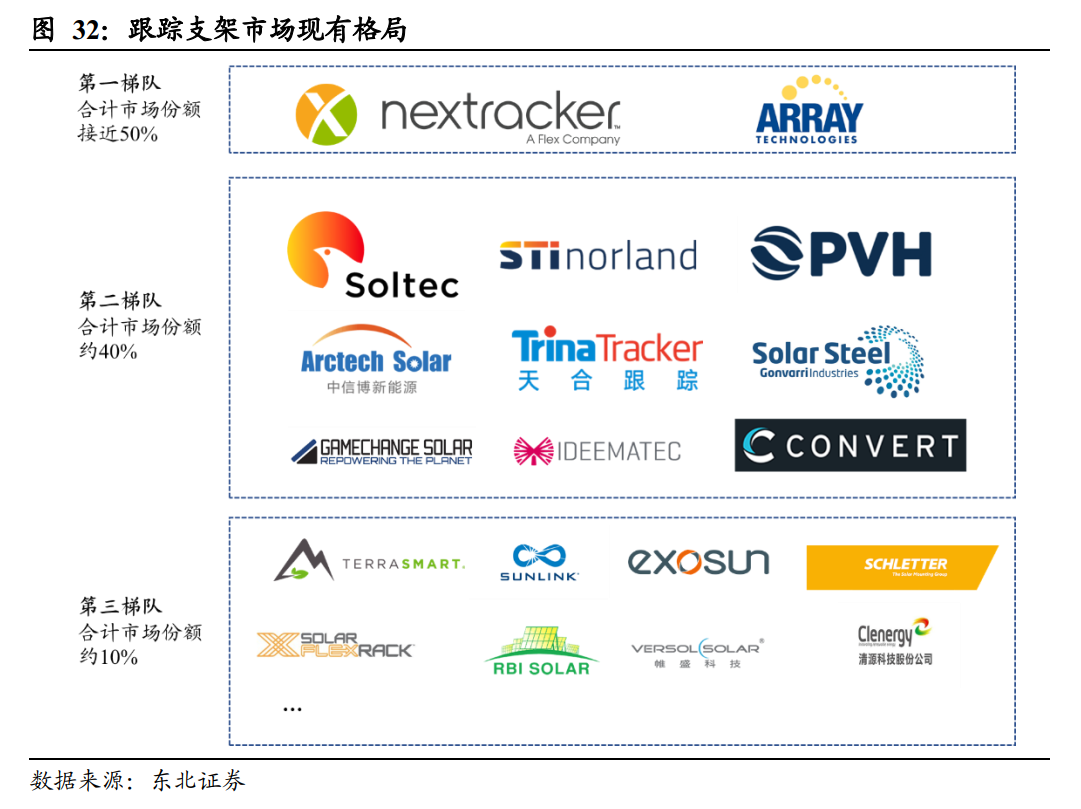 图 32：跟踪支架市场现有格局
第一梯队
合计市场份额
接近50%
nextracker™
A Flex Company
ARRAY
TECHNOLOGIES
第二梯队
合计市场份额
约40%
Soltec
STinorland
PVH
Arctech Solar
中信博新能源
TrinaTracker
天合跟踪
Solar Steel
Gonvarri Industries
GAMECHANGE SOLAR
REPOWERING THE PLANET
IDEEMATEC
CONVERT
第三梯队
合计市场份额
约10%
TERRASMART.
SUNLINK
exosun
SCHLETTER
The Solar Mounting Group
SOLAR
FLEXRACK
RBI SOLAR
VERSOL SOLAR®
帷盛科技
Clenergy
清源科技股份公司
...
数据来源：东北证券